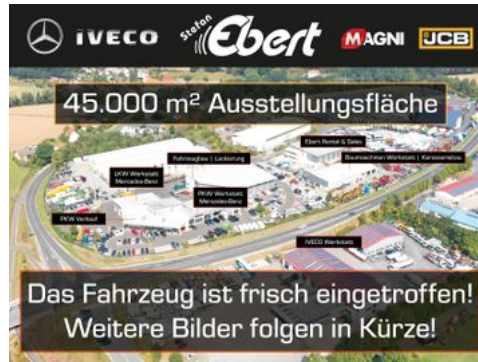 IVECO Stefan Ebert MAGNI JCB
45.000 m² Ausstellungsfläche
Ebert Rental & Sales
Fahrzeugbau | Lackierung
Baumaschinen Werkstatt | Karosseriebau
LKW Werkstatt
Mercedes-Benz
PKW Werkstatt
Mercedes-Benz
PKW Verkauf
IVECO Werkstatt
Das Fahrzeug ist frisch eingetroffen!
Weitere Bilder folgen in Kürze!